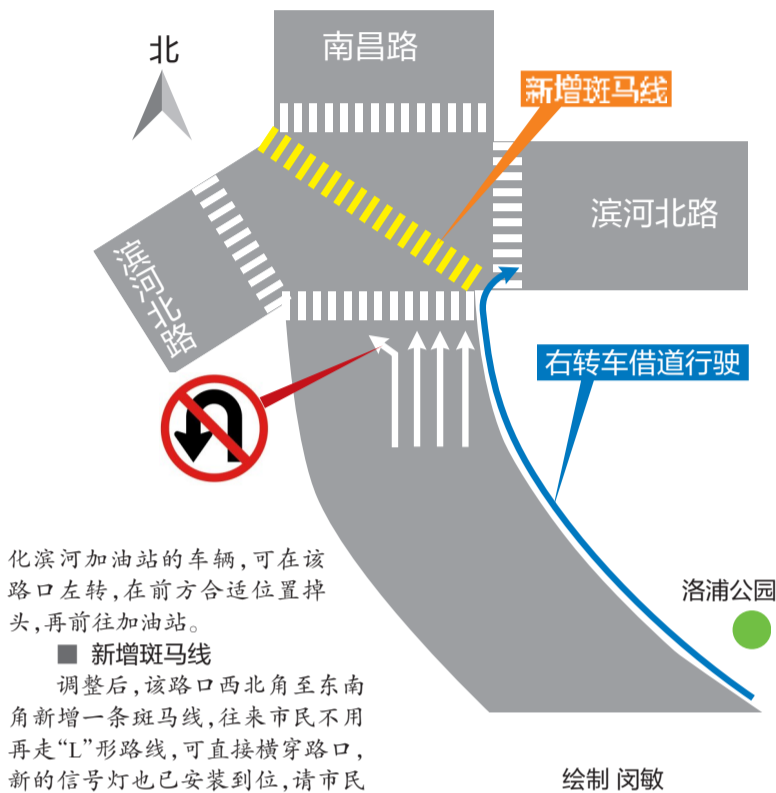 北
南昌路
新增斑马线
滨河北路
滨河北路
右转车借道行驶
洛浦公园
化滨河加油站的车辆,可在该
路口左转,在前方合适位置掉
头,再前往加油站。
■ 新增斑马线
调整后,该路口西北角至东南
角新增一条斑马线,往来市民不用
再走“L”形路线,可直接横穿路口,
新的信号灯也已安装到位,请市民
绘制 闵敏